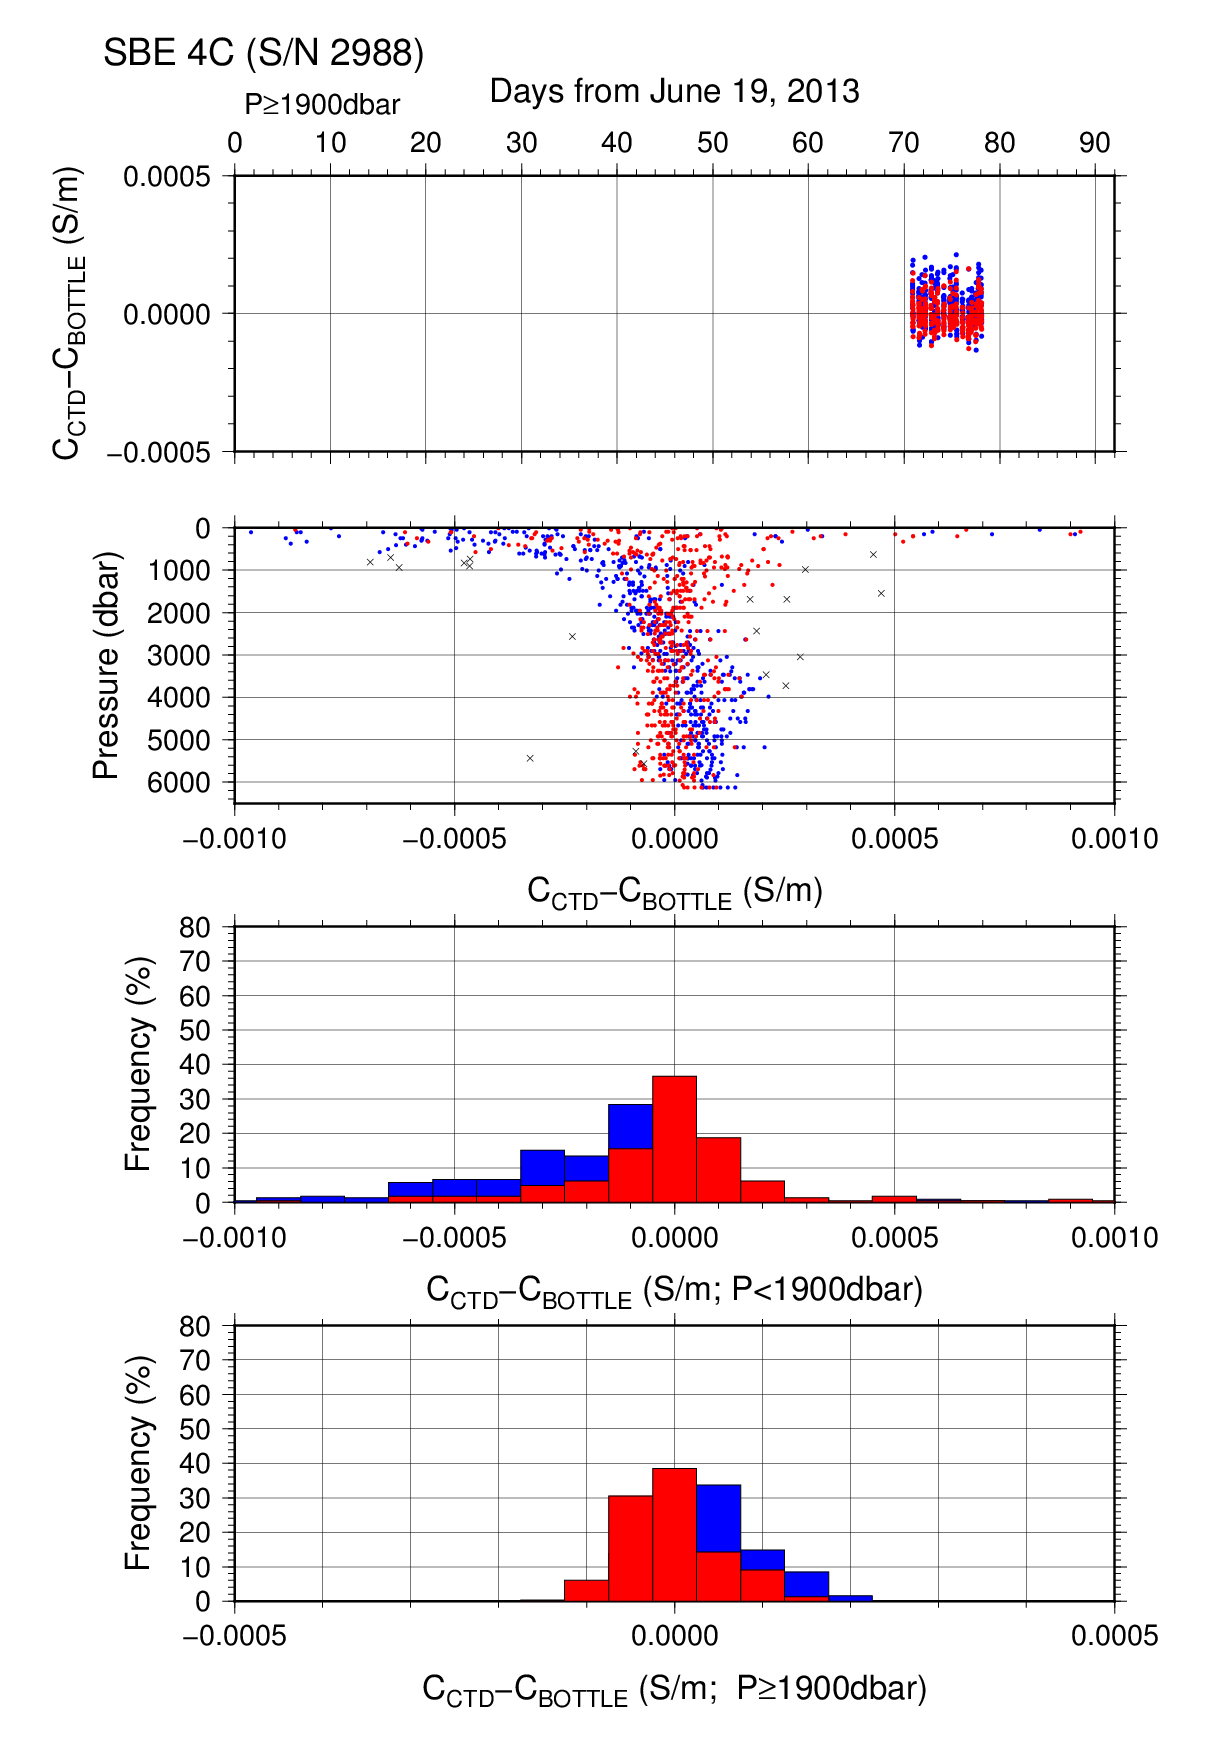 SBE 4C (S/N 2988)
Days from June 19, 2013
P≥1900dbar
0 10 20 30 40 50 60 70 80 90
0.0005
0.0000
−0.0005
C_CTD−C_BOTTLE (S/m)
0
1000
2000
3000
4000
5000
6000
Pressure (dbar)
−0.0010 −0.0005 0.0000 0.0005 0.0010
C_CTD−C_BOTTLE (S/m)
80
70
60
50
40
30
20
10
0
Frequency (%)
−0.0010 −0.0005 0.0000 0.0005 0.0010
C_CTD−C_BOTTLE (S/m; P<1900dbar)
80
70
60
50
40
30
20
10
0
Frequency (%)
−0.0005 0.0000 0.0005
C_CTD−C_BOTTLE (S/m; P≥1900dbar)